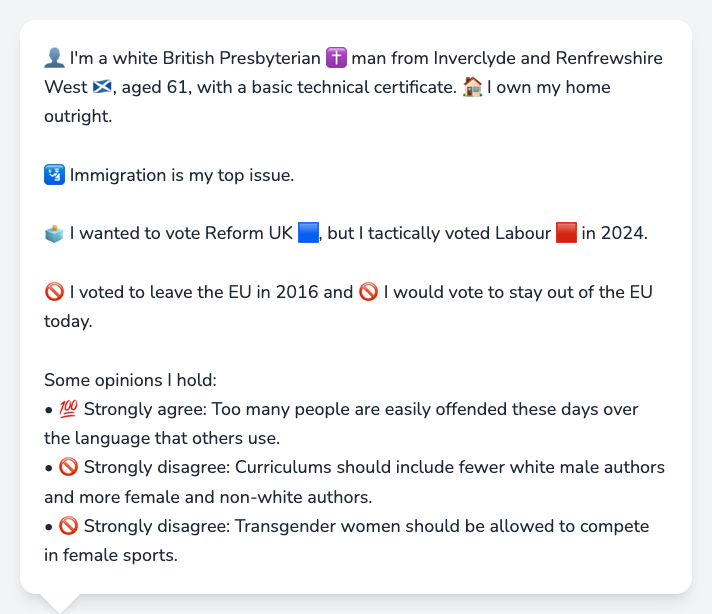 👤 I'm a white British Presbyterian ✝️ man from Inverclyde and Renfrewshire
West 🏴󠁧󠁢󠁳󠁣󠁴󠁿, aged 61, with a basic technical certificate. 🏠 I own my home
outright.
🛂 Immigration is my top issue.
🗳️ I wanted to vote Reform UK 🟦, but I tactically voted Labour 🟥 in 2024.
🚫 I voted to leave the EU in 2016 and 🚫 I would vote to stay out of the EU
today.
Some opinions I hold:
• 💯 Strongly agree: Too many people are easily offended these days over
the language that others use.
• 🚫 Strongly disagree: Curriculums should include fewer white male authors
and more female and non-white authors.
• 🚫 Strongly disagree: Transgender women should be allowed to compete
in female sports.